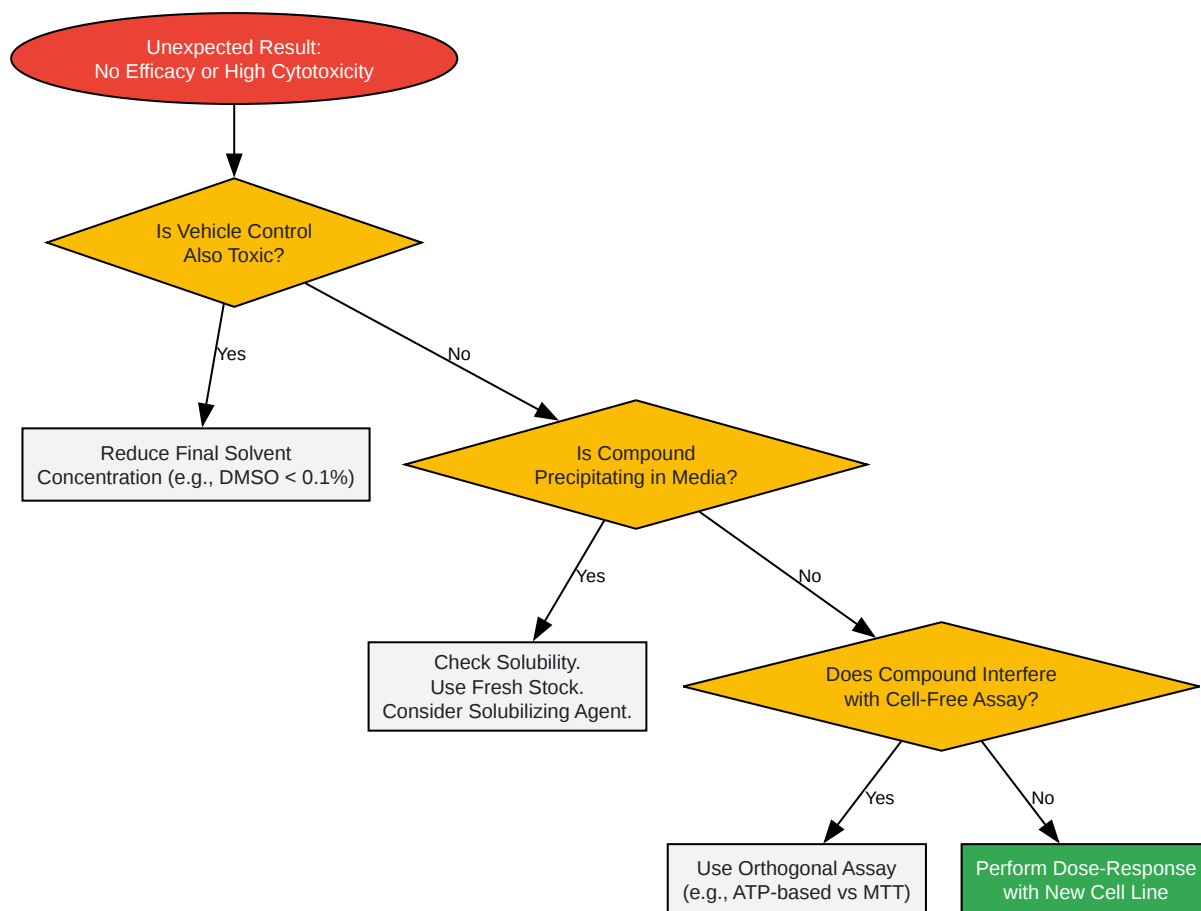 Unexpected Result:
No Efficacy or High Cytotoxicity
Is Vehicle Control
Also Toxic?
Yes
No
Reduce Final Solvent
Concentration (e.g., DMSO < 0.1%)
Is Compound
Precipitating in Media?
Yes
No
Check Solubility.
Use Fresh Stock.
Consider Solubilizing Agent.
Does Compound Interfere
with Cell-Free Assay?
Yes
No
Use Orthogonal Assay
(e.g., ATP-based vs MTT)
Perform Dose-Response
with New Cell Line